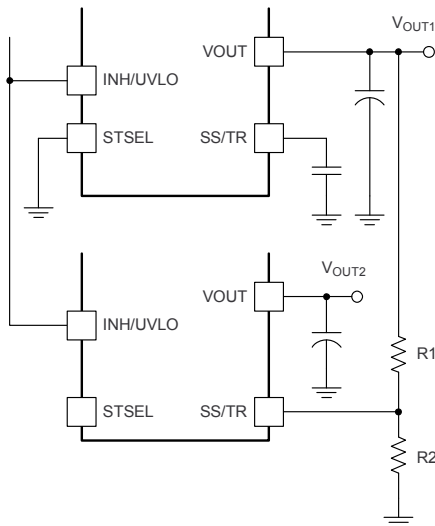 VOUT
VOUT1
INH/UVLO
STSEL
SS/TR
VOUT2
VOUT
INH/UVLO
R1
STSEL
SS/TR
R2